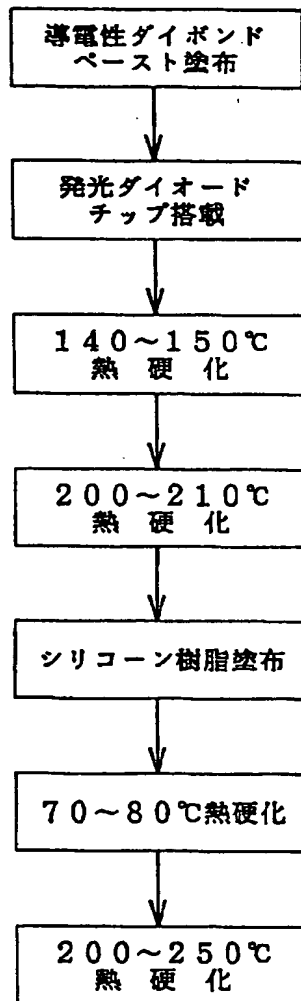 導電性ダイボンド
ペースト塗布
発光ダイオード
チップ搭載
１４０～１５０℃
熱 硬 化
２００～２１０℃
熱 硬 化
シリコーン樹脂塗布
７０～８０℃熱硬化
２００～２５０℃
熱 硬 化